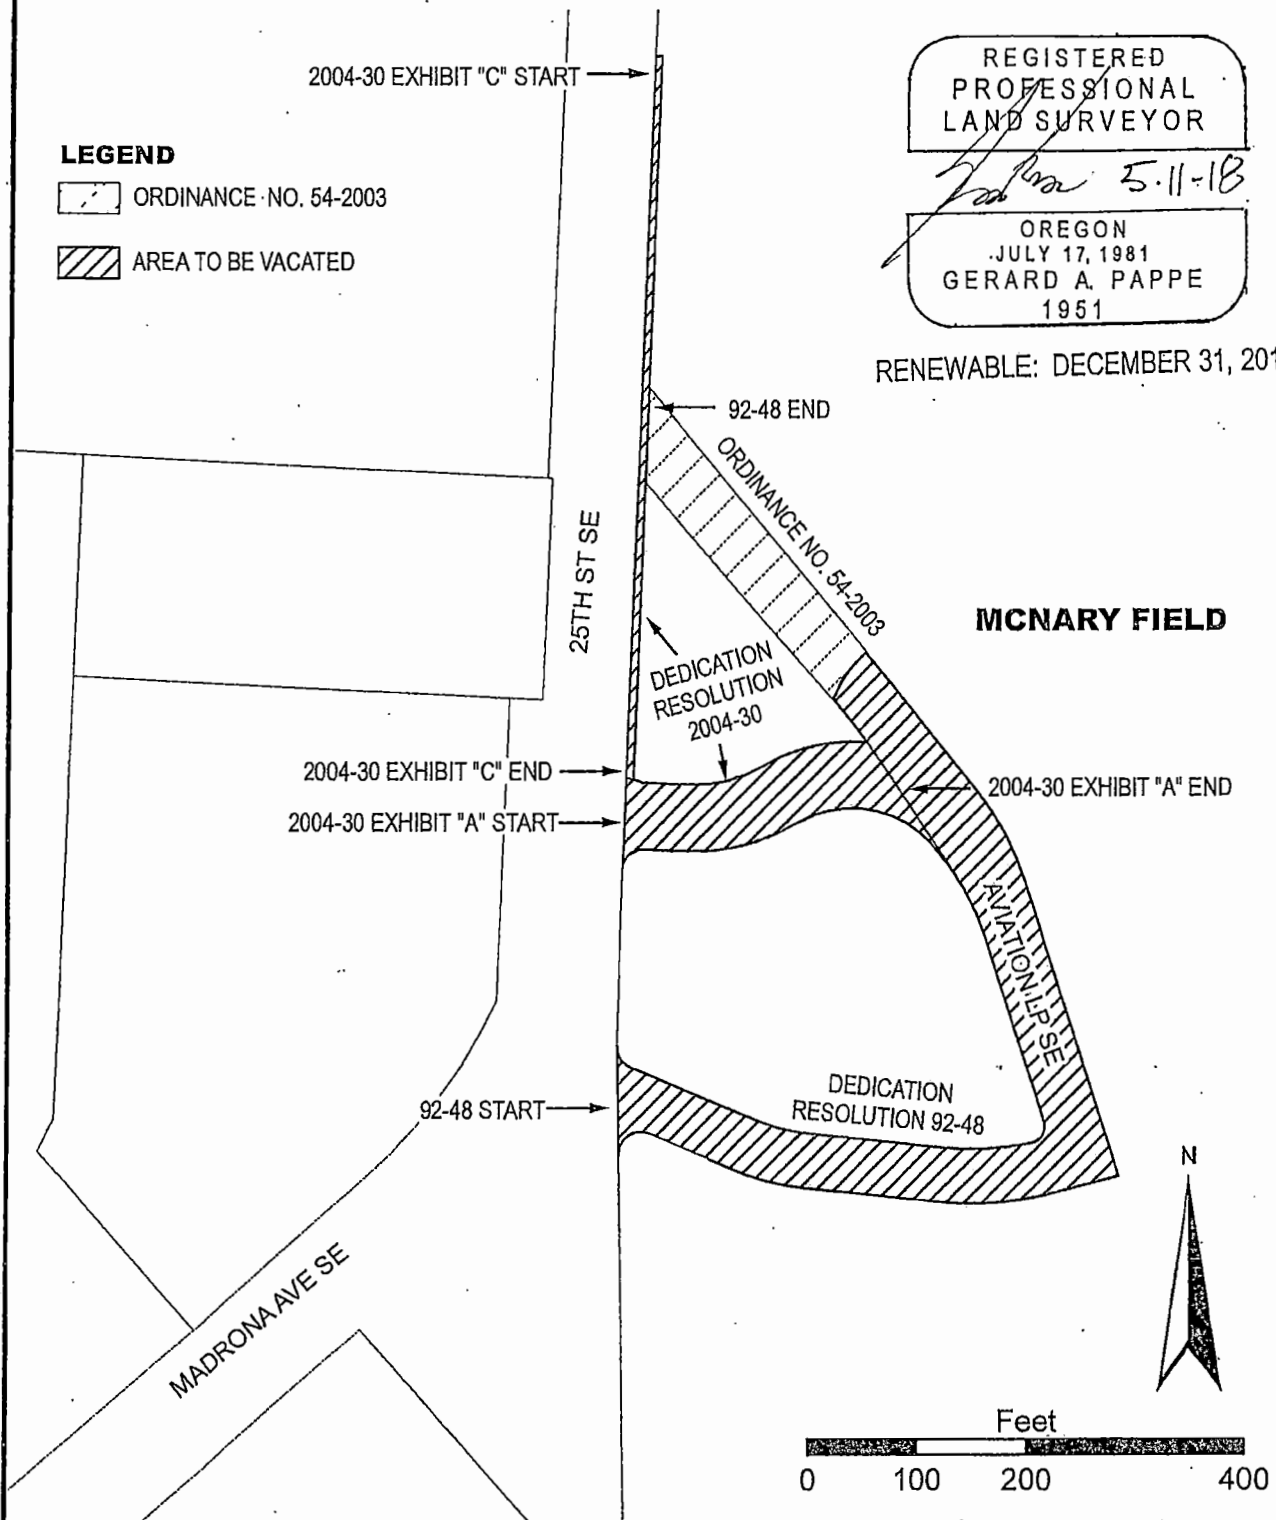 2004-30 EXHIBIT "C" START
REGISTERED
PROFESSIONAL
LAND SURVEYOR
5-11-18
OREGON
JULY 17, 1981
GERARD A. PAPPE
1951
RENEWABLE: DECEMBER 31, 201
LEGEND
ORDINANCE NO. 54-2003
AREA TO BE VACATED
92-48 END
ORDINANCE NO. 54-2003
25TH ST SE
MCNARY FIELD
DEDICATION
RESOLUTION
2004-30
2004-30 EXHIBIT "C" END
2004-30 EXHIBIT "A" START
2004-30 EXHIBIT "A" END
AVIATION LP SE
DEDICATION
RESOLUTION 92-48
92-48 START
MADRONA AVE SE
N
Feet
0 100 200 400